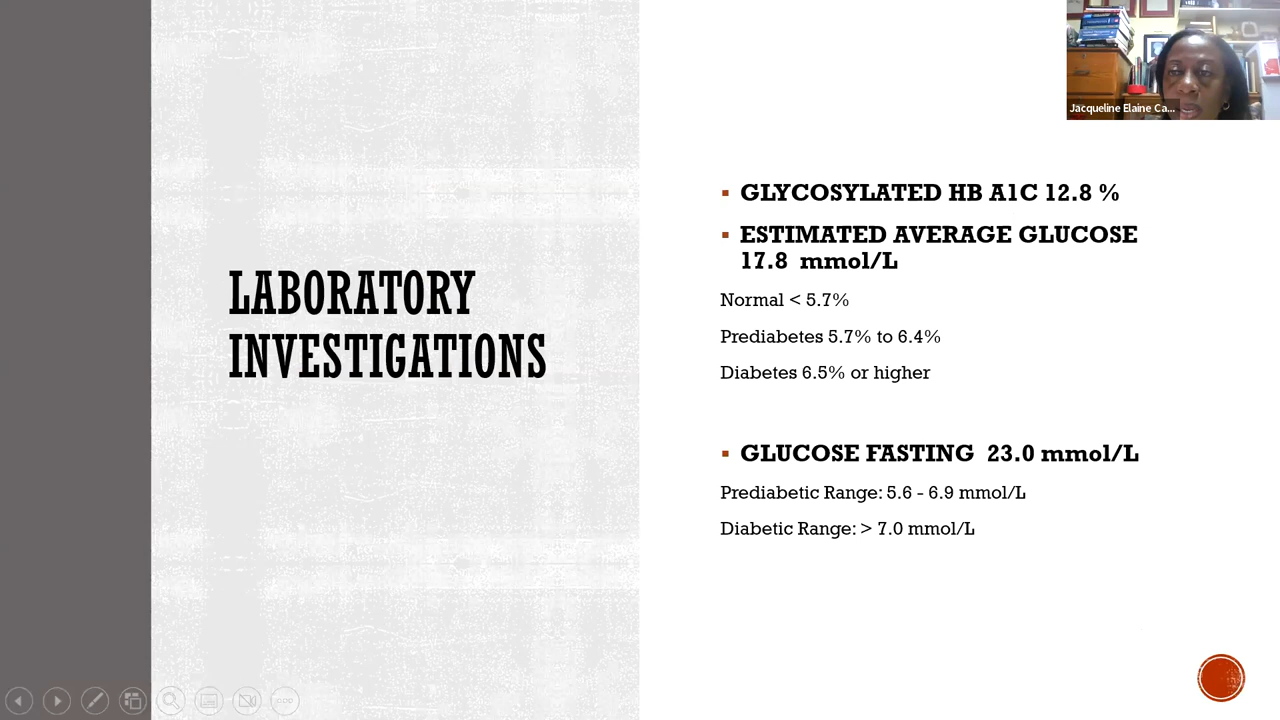 Jacqueline Elaine Ca...
LABORATORY
INVESTIGATIONS
▪ GLYCOSYLATED HB A1C 12.8 %
▪ ESTIMATED AVERAGE GLUCOSE
17.8 mmol/L
Normal < 5.7%
Prediabetes 5.7% to 6.4%
Diabetes 6.5% or higher
▪ GLUCOSE FASTING 23.0 mmol/L
Prediabetic Range: 5.6 - 6.9 mmol/L
Diabetic Range: > 7.0 mmol/L